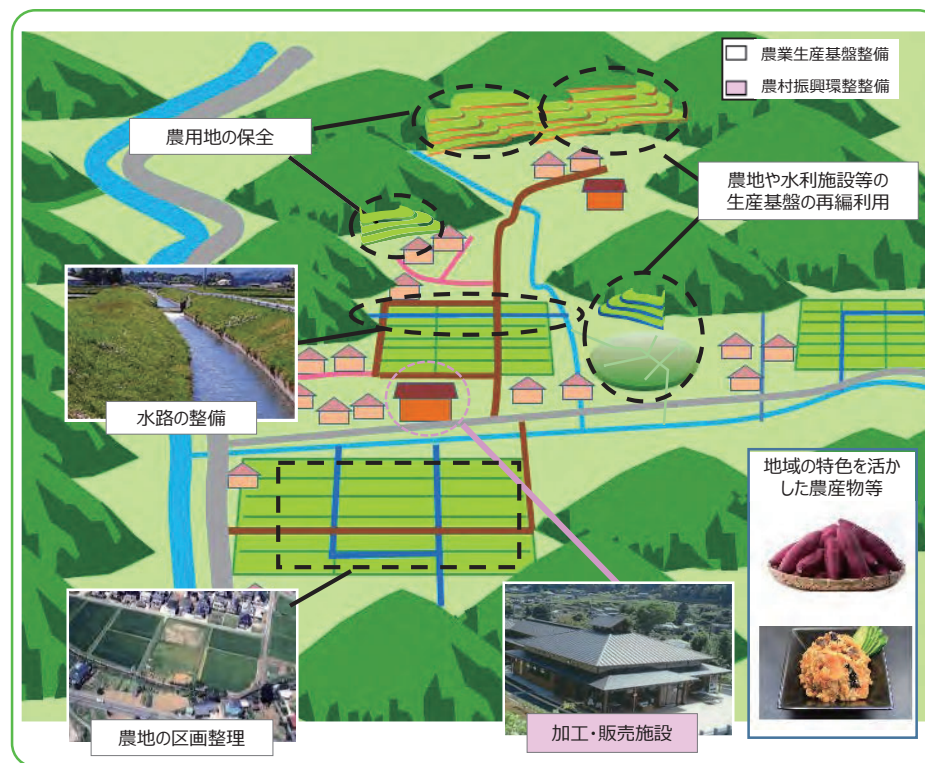 農業生産基盤整備
農村振興環整整備
農用地の保全
農地や水利施設等の
生産基盤の再編利用
水路の整備
地域の特色を活か
した農産物等
農地の区画整理
加工・販売施設